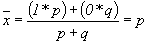 x̄ = (1*p)+(0*q) / p+q = p